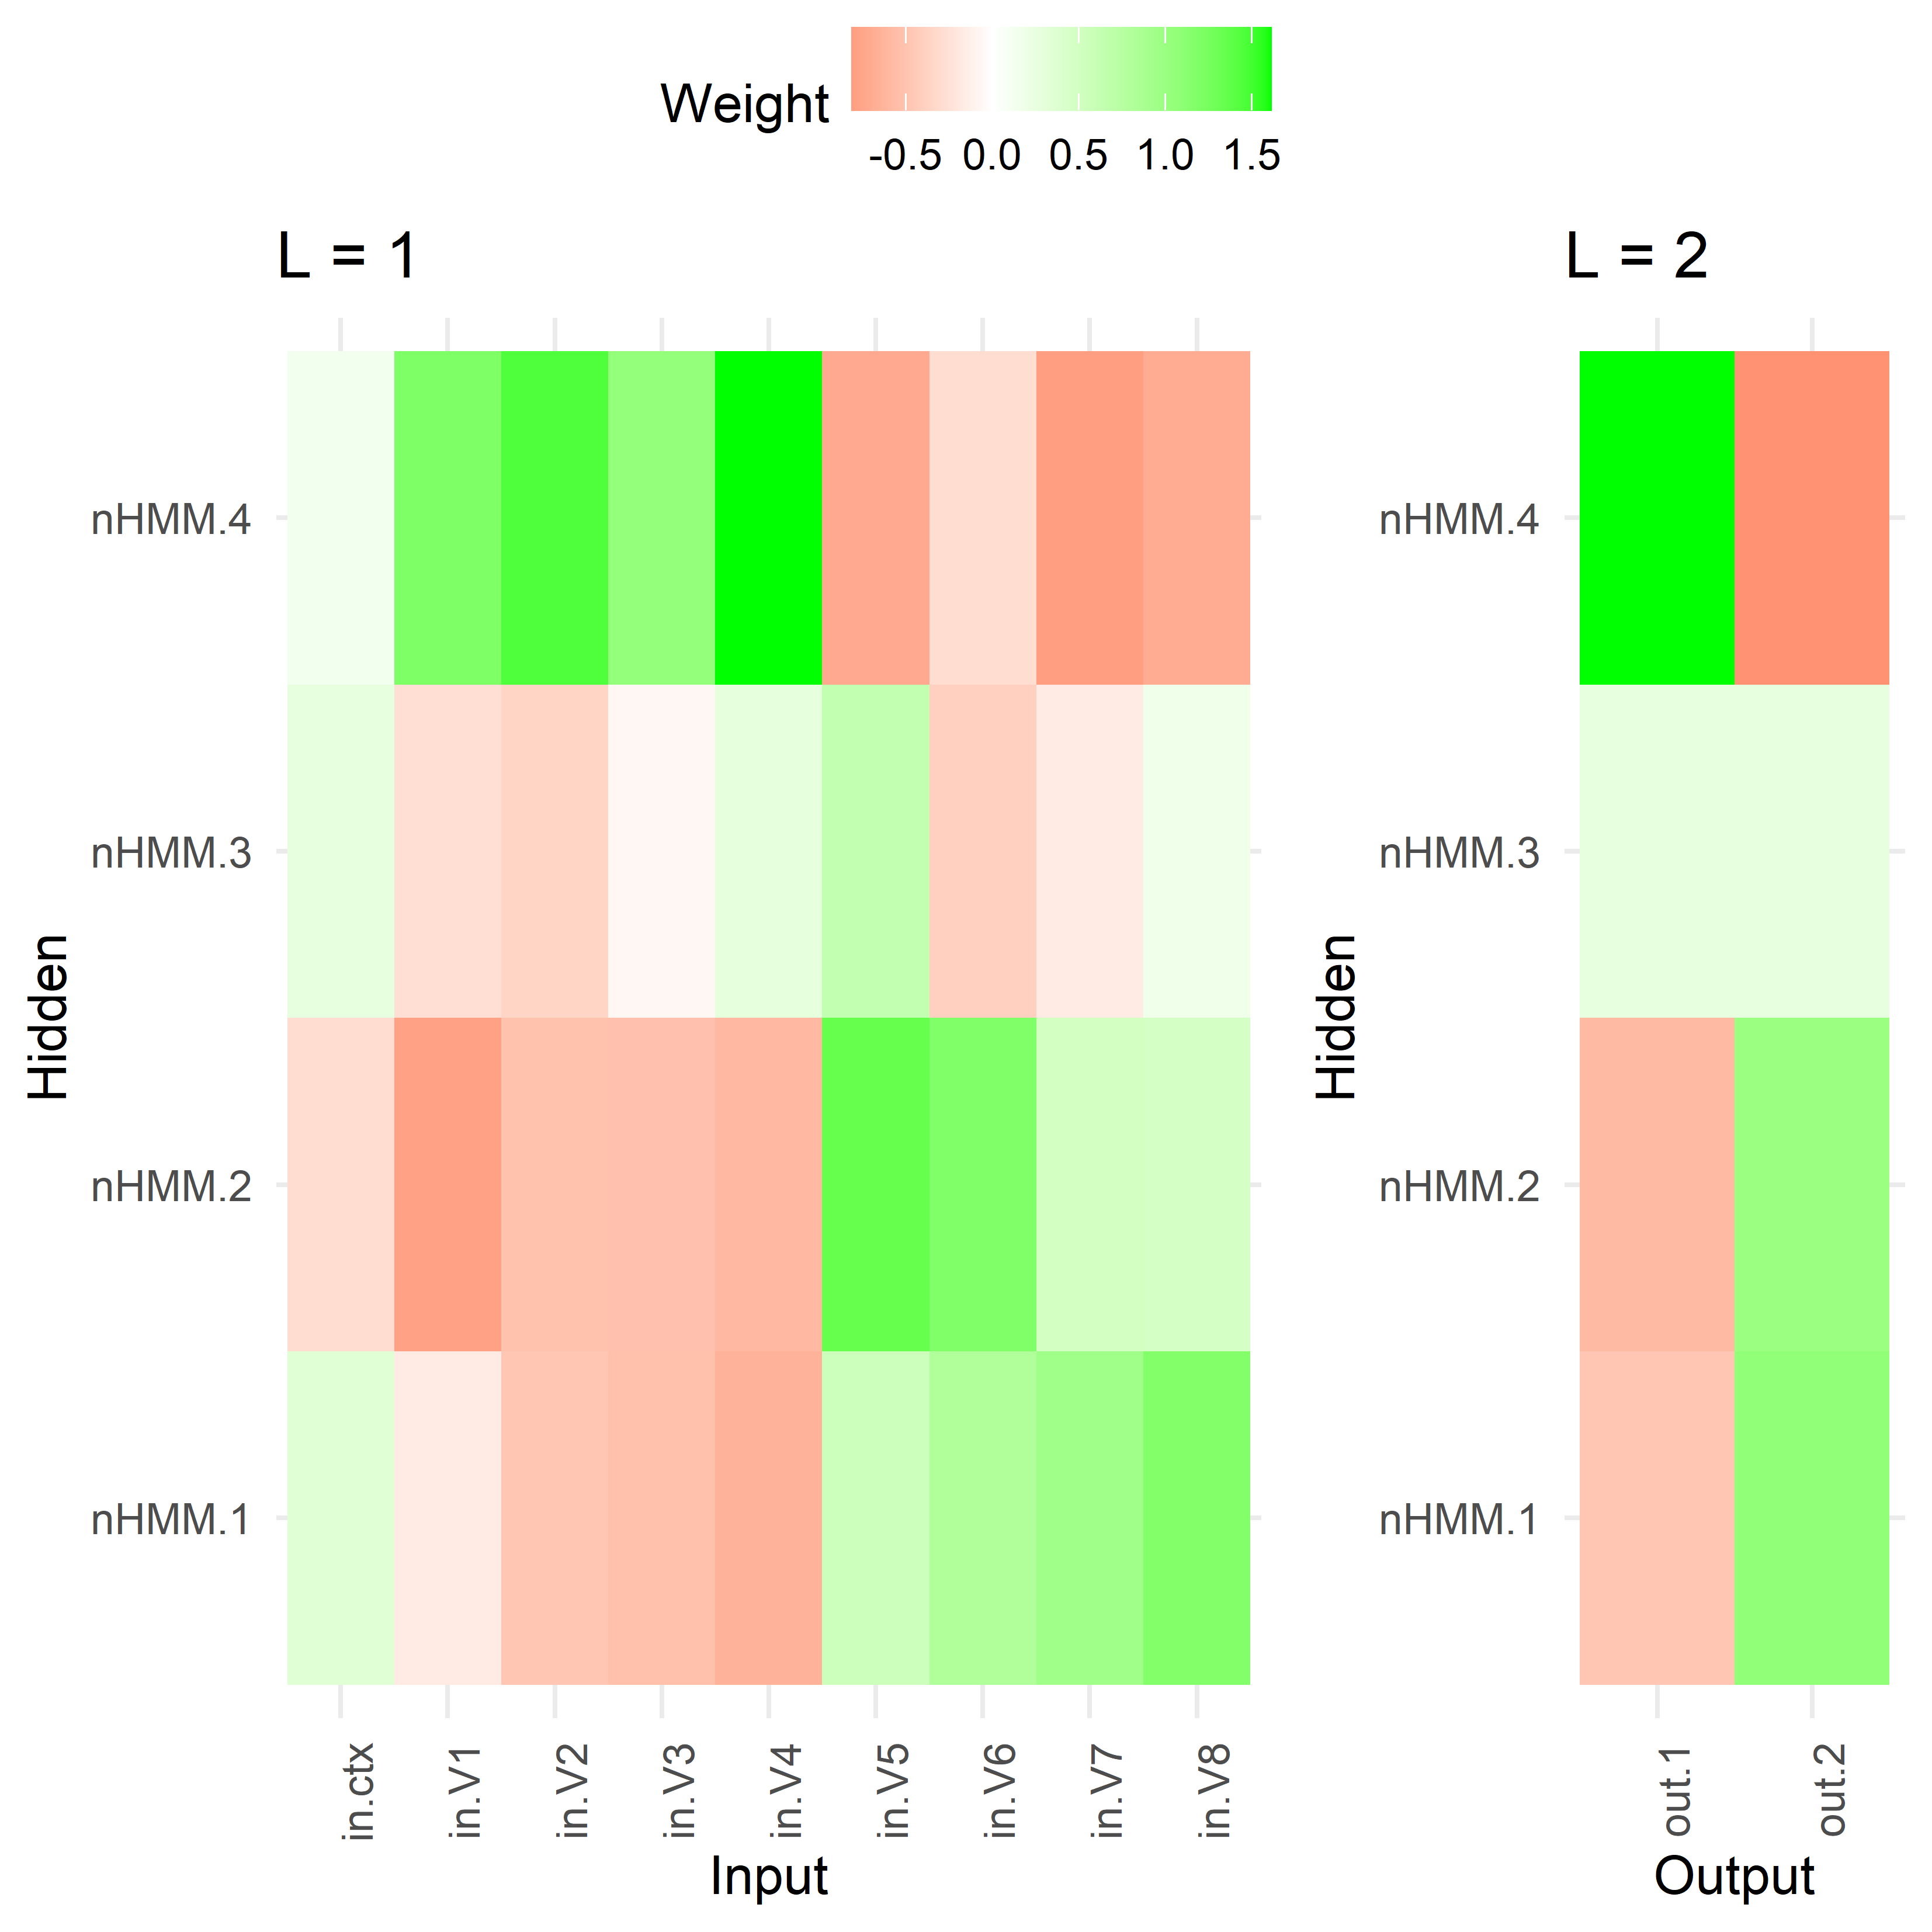 Weight
-0.5 0.0 0.5 1.0 1.5
L = 1
L = 2
Hidden
nHMM.4
nHMM.3
nHMM.2
nHMM.1
in.ctx in.V1 in.V2 in.V3 in.V4 in.V5 in.V6 in.V7 in.V8
Input
Hidden
nHMM.4
nHMM.3
nHMM.2
nHMM.1
out.1 out.2
Output